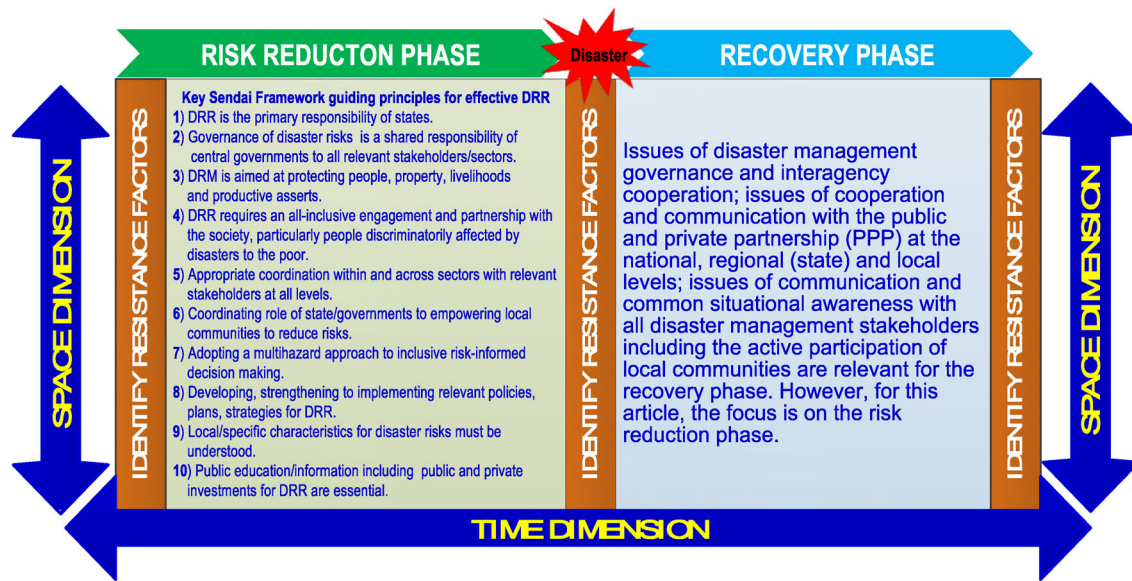 RISK REDUCTON PHASE
Disaster
RECOVERY PHASE
SPACE DIMENSION
IDENTIFY RESISTANCE FACTORS
Key Sendai Framework guiding principles for effective DRR
1) DRR is the primary responsibility of states.
2) Governance of disaster risks is a shared responsibility of
central governments to all relevant stakeholders/sectors.
3) DRM is aimed at protecting people, property, livelihoods
and productive asserts.
4) DRR requires an all-inclusive engagement and partnership with
the society, particularly people discriminatorily affected by
disasters to the poor.
5) Appropriate coordination within and across sectors with relevant
stakeholders at all levels.
6) Coordinating role of state/governments to empowering local
communities to reduce risks.
7) Adopting a multihazard approach to inclusive risk-informed
decision making.
8) Developing, strengthening to implementing relevant policies,
plans, strategies for DRR.
9) Local/specific characteristics for disaster risks must be
understood.
10) Public education/information including public and private
investments for DRR are essential.
IDENTIFY RESISTANCE FACTORS
Issues of disaster management
governance and interagency
cooperation; issues of cooperation
and communication with the public
and private partnership (PPP) at the
national, regional (state) and local
levels; issues of communication and
common situational awareness with
all disaster management stakeholders
including the active participation of
local communities are relevant for the
recovery phase. However, for this
article, the focus is on the risk
reduction phase.
IDENTIFY RESISTANCE FACTORS
SPACE DIMENSION
TIME DIMENSION